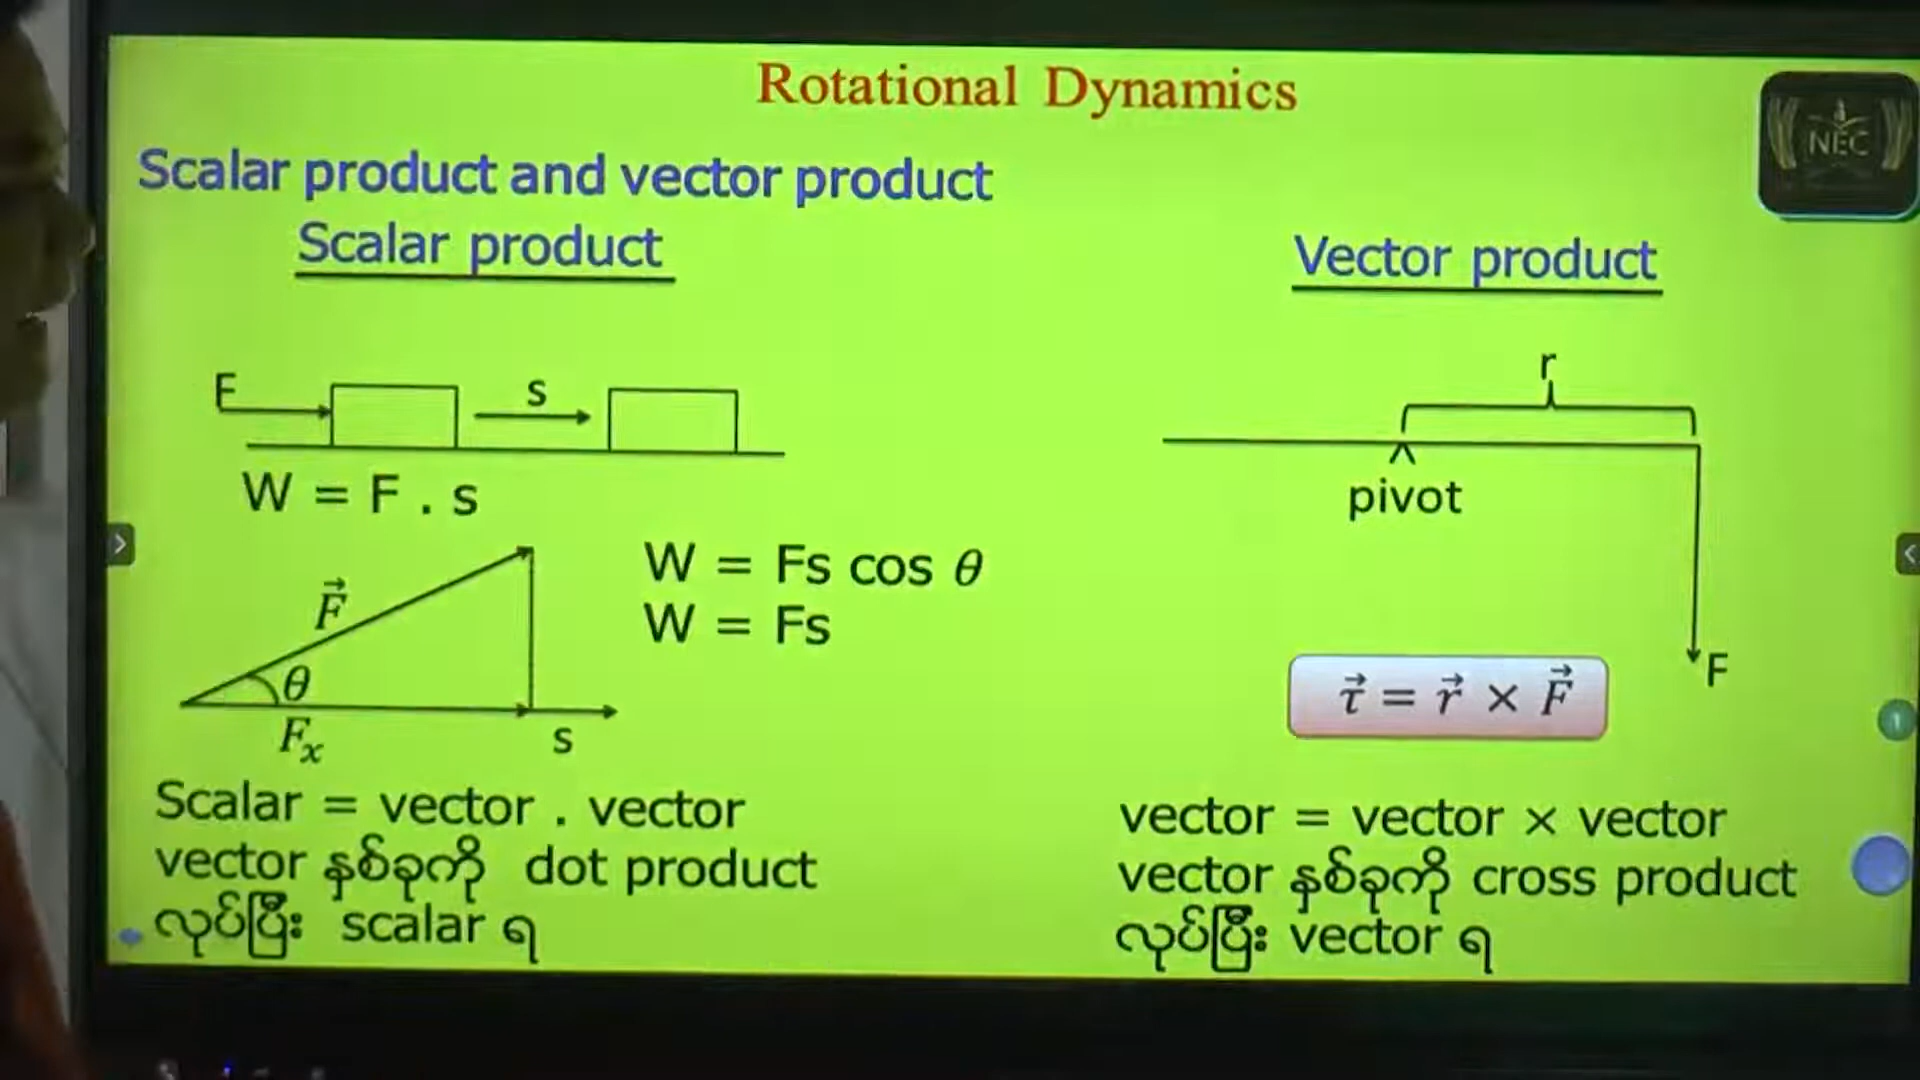 Rotational Dynamics
NEC
Scalar product and vector product
Scalar product
F
s
W = F . s
W = Fs cos θ
W = Fs
F⃗
θ
Fₓ
s
Scalar = vector . vector
vector နှစ်ခုကို dot product
လုပ်ပြီး scalar ရ
Vector product
r
pivot
F
τ⃗ = r⃗ × F⃗
vector = vector × vector
vector နှစ်ခုကို cross product
လုပ်ပြီး vector ရ
1